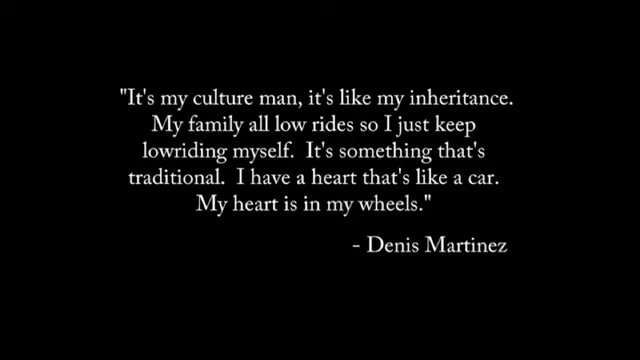 "It's my culture man, it's like my inheritance.
My family all low rides so I just keep
lowriding myself.  It's something that's
traditional.  I have a heart that's like a car.
My heart is in my wheels."
- Denis Martinez